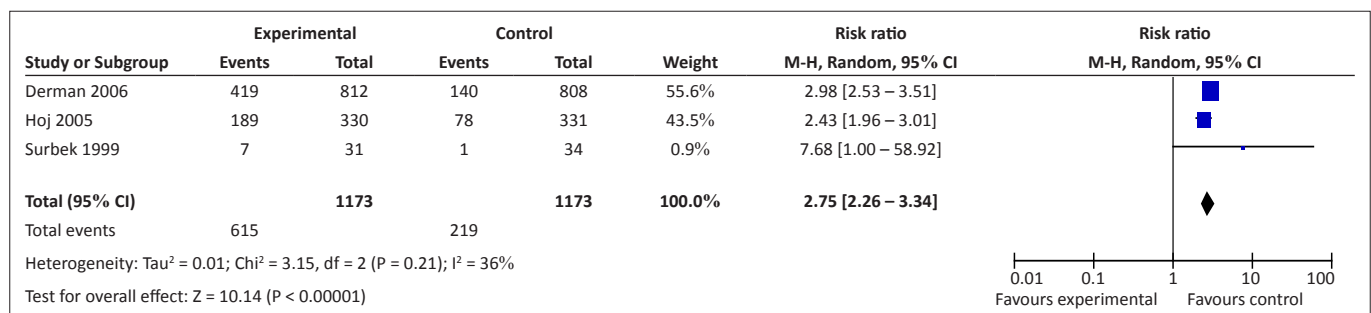 Experimental Control Risk ratio Risk ratio
Study or Subgroup Events Total Events Total Weight M-H, Random, 95% CI M-H, Random, 95% CI
Derman 2006 419 812 140 808 55.6% 2.98 [2.53 – 3.51]
Hoj 2005 189 330 78 331 43.5% 2.43 [1.96 – 3.01]
Surbek 1999 7 31 1 34 0.9% 7.68 [1.00 – 58.92]
Total (95% CI) 1173 1173 100.0% 2.75 [2.26 – 3.34]
Total events 615 219
Heterogeneity: Tau² = 0.01; Chi² = 3.15, df = 2 (P = 0.21); I² = 36%
Test for overall effect: Z = 10.14 (P < 0.00001)
0.01 0.1 1 10 100
Favours experimental Favours control